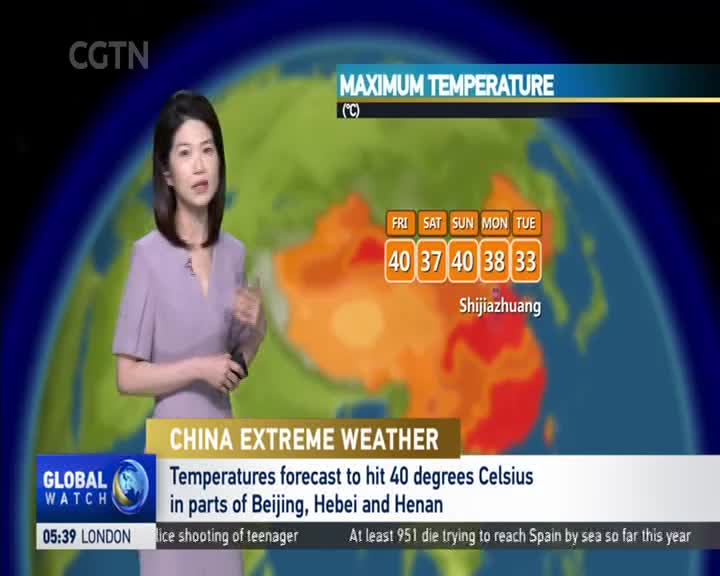 CGTN
MAXIMUM TEMPERATURE
(°C)
FRI SAT SUN MON TUE
40 37 40 38 33
Shijiazhuang
CHINA EXTREME WEATHER
GLOBAL WATCH
Temperatures forecast to hit 40 degrees Celsius
in parts of Beijing, Hebei and Henan
05:39 LONDON
lice shooting of teenager At least 951 die trying to reach Spain by sea so far this year